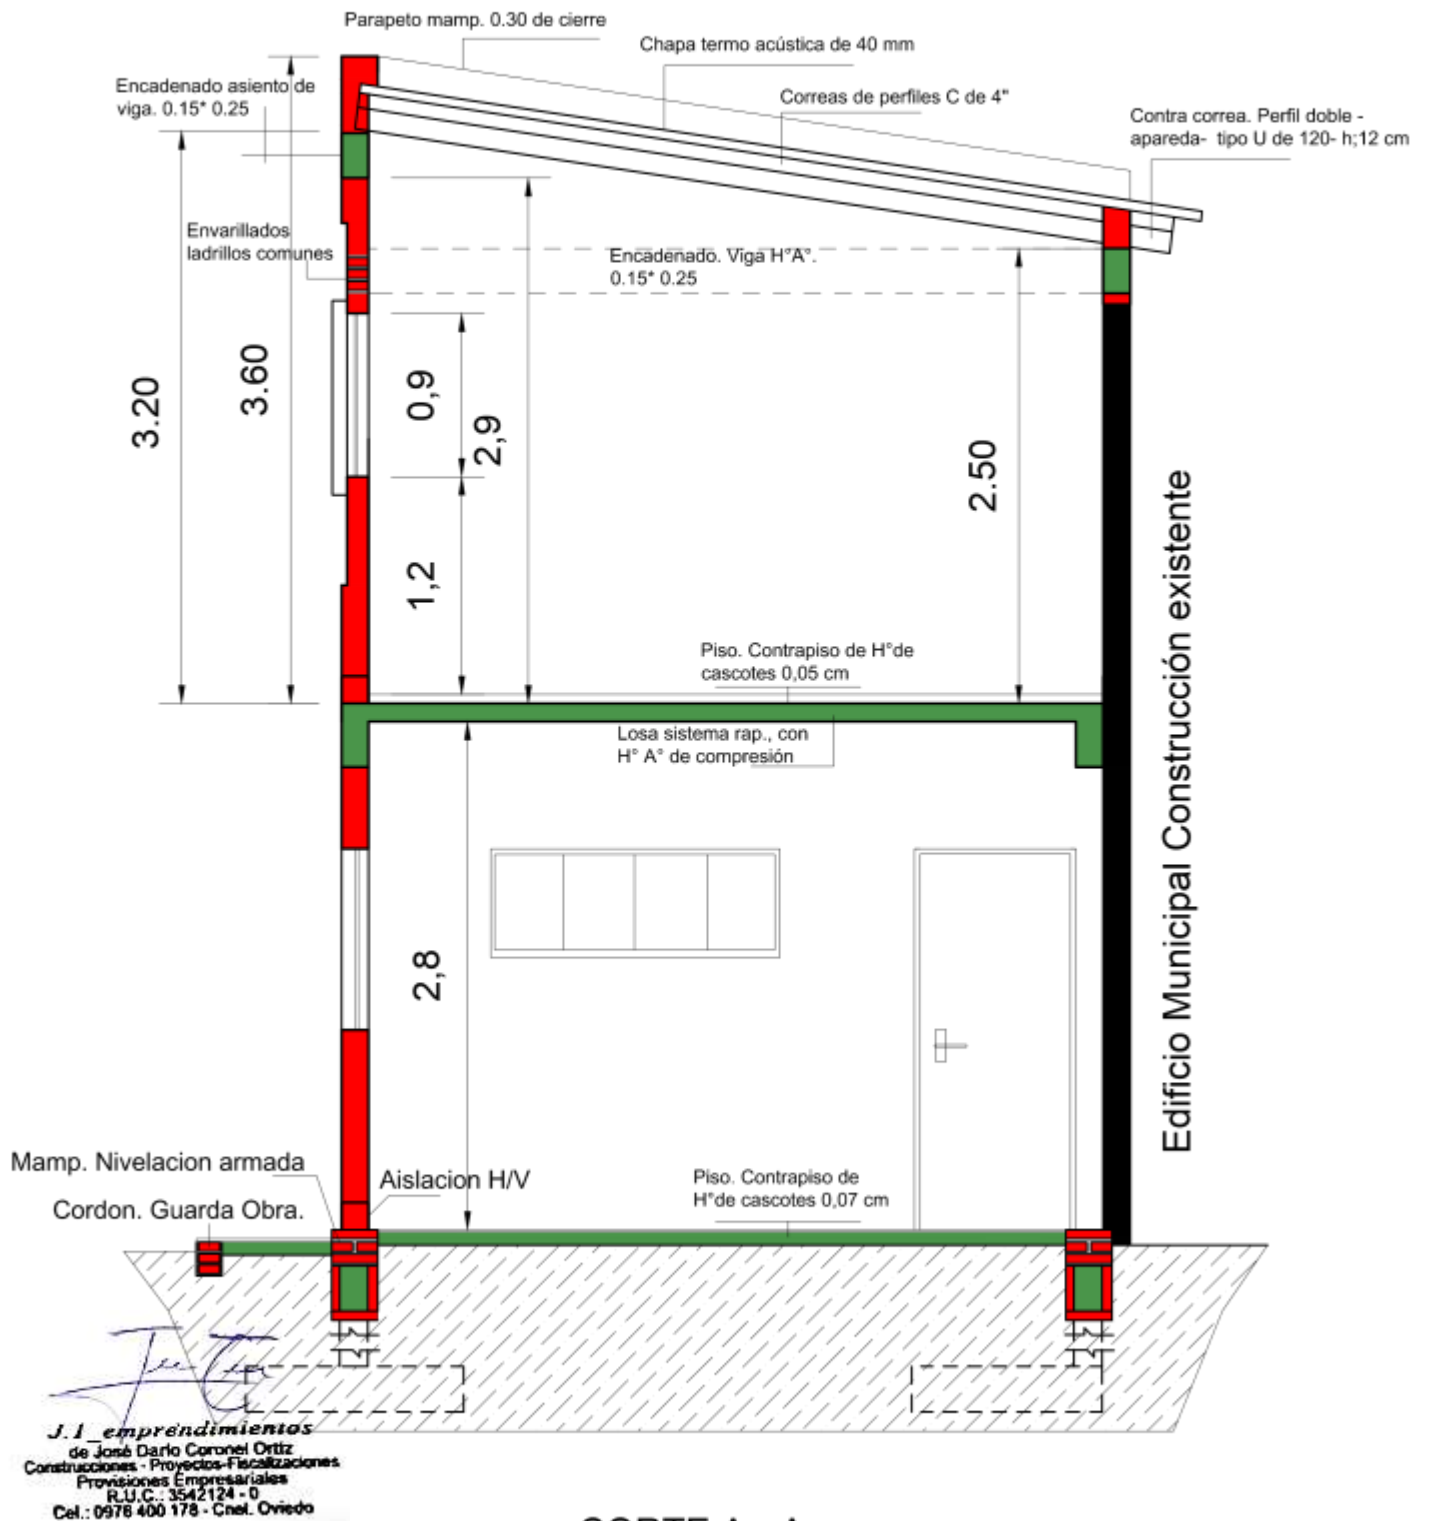 Parapeto mamp. 0.30 de cierre
Chapa termo acústica de 40 mm
Encadenado asiento de
viga. 0.15* 0.25
Correas de perfiles C de 4"
Contra correa. Perfil doble -
apareda- tipo U de 120- h;12 cm
Envarillados
ladrillos comunes
Encadenado. Viga H°A°.
0.15* 0.25
3.20
3.60
0,9
2,9
2.50
1,2
Edificio Municipal Construcción existente
Piso. Contrapiso de H°de
cascotes 0,05 cm
Losa sistema rap., con
H° A° de compresión
2,8
Mamp. Nivelacion armada
Aislacion H/V
Cordon. Guarda Obra.
Piso. Contrapiso de
H°de cascotes 0,07 cm
J.I_emprendimientos
de José Darío Coronel Ortiz
Construcciones - Proyectos-Fiscalizaciones
Provisiones Empresariales
R.U.C.: 3542124 - 0
Cel.: 0976 400 178 - Cnel. Oviedo